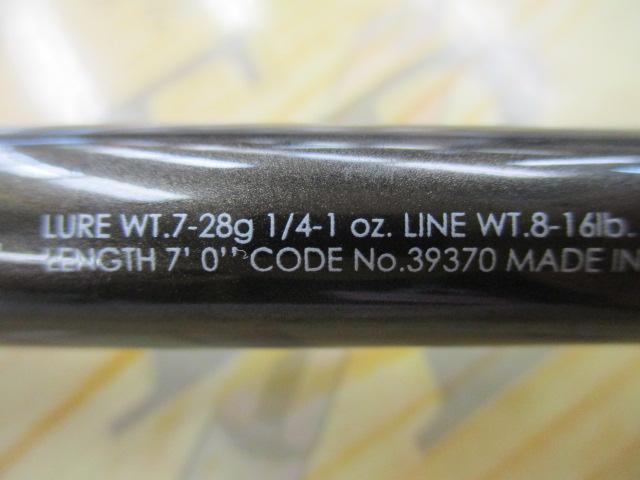 LURE WT.7-28g 1/4-1 oz. LINE WT.8-16lb.
LENGTH 7' 0" CODE No.39370 MADE IN